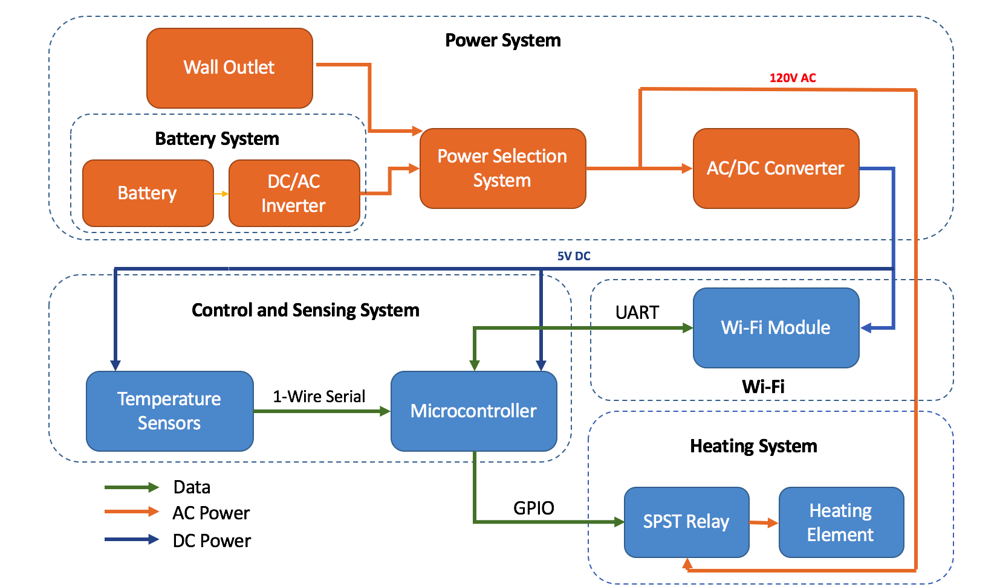 Power System
Wall Outlet
120V AC
Battery System
Battery
DC/AC
Inverter
Power Selection
System
AC/DC Converter
5V DC
Control and Sensing System
UART
Wi-Fi Module
Wi-Fi
Temperature
Sensors
1-Wire Serial
Microcontroller
Heating System
GPIO
SPST Relay
Heating
Element
Data
AC Power
DC Power